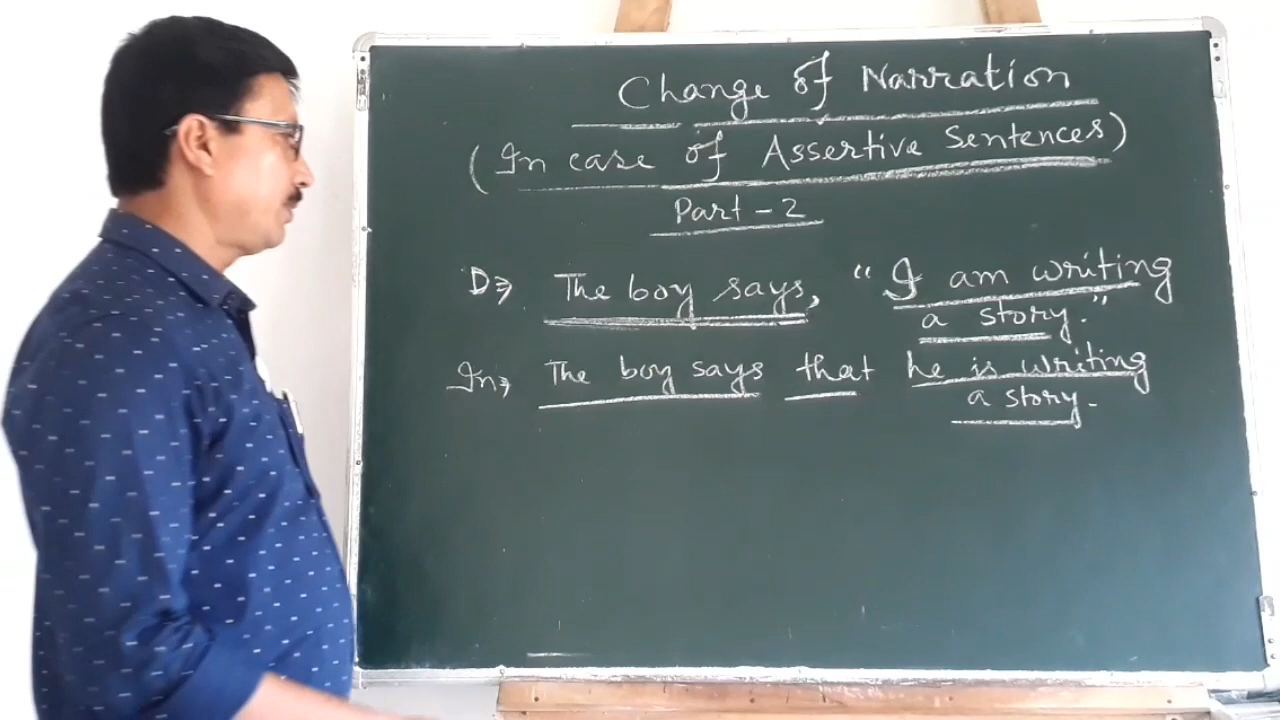 Change of Narration
(In case of Assertive Sentences)
Part-2
D⇒ The boy says, "I am writing
a story."
In⇒ The boy says that he is writing
a story.